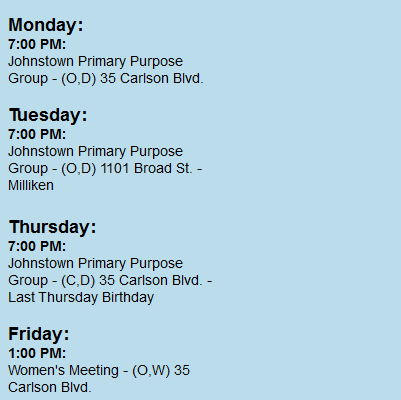 Monday:
7:00 PM:
Johnstown Primary Purpose
Group - (O,D) 35 Carlson Blvd.
Tuesday:
7:00 PM:
Johnstown Primary Purpose
Group - (O,D) 1101 Broad St. -
Milliken
Thursday:
7:00 PM:
Johnstown Primary Purpose
Group - (C,D) 35 Carlson Blvd. -
Last Thursday Birthday
Friday:
1:00 PM:
Women's Meeting - (O,W) 35
Carlson Blvd.